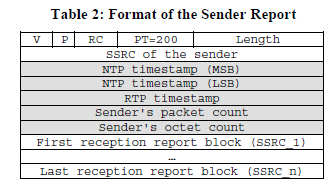 Table 2: Format of the Sender Report
V P RC PT=200 Length
SSRC of the sender
NTP timestamp (MSB)
NTP timestamp (LSB)
RTP timestamp
Sender's packet count
Sender's octet count
First reception report block (SSRC_1)
…
Last reception report block (SSRC_n)